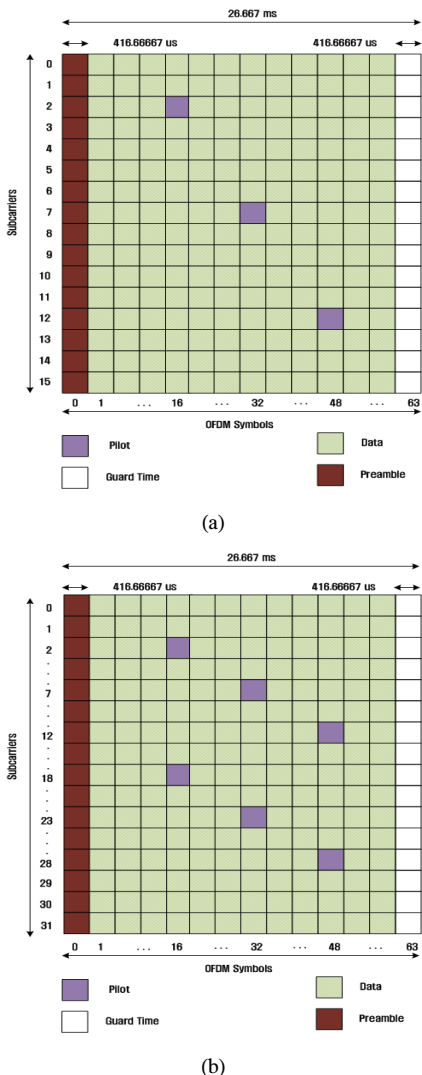 26.667 ms
416.66667 us 416.66667 us
Subcarriers
0
1
2
3
4
5
6
7
8
9
10
11
12
13
14
15
0 1 ... 16 ... 32 ... 48 ... 63
OFDM Symbols
Pilot Data
Guard Time Preamble
(a)
26.667 ms
416.66667 us 416.66667 us
Subcarriers
0
1
2
.
.
7
.
.
12
.
.
18
.
.
23
.
.
28
29
30
31
0 1 ... 16 ... 32 ... 48 ... 63
OFDM Symbols
Pilot Data
Guard Time Preamble
(b)